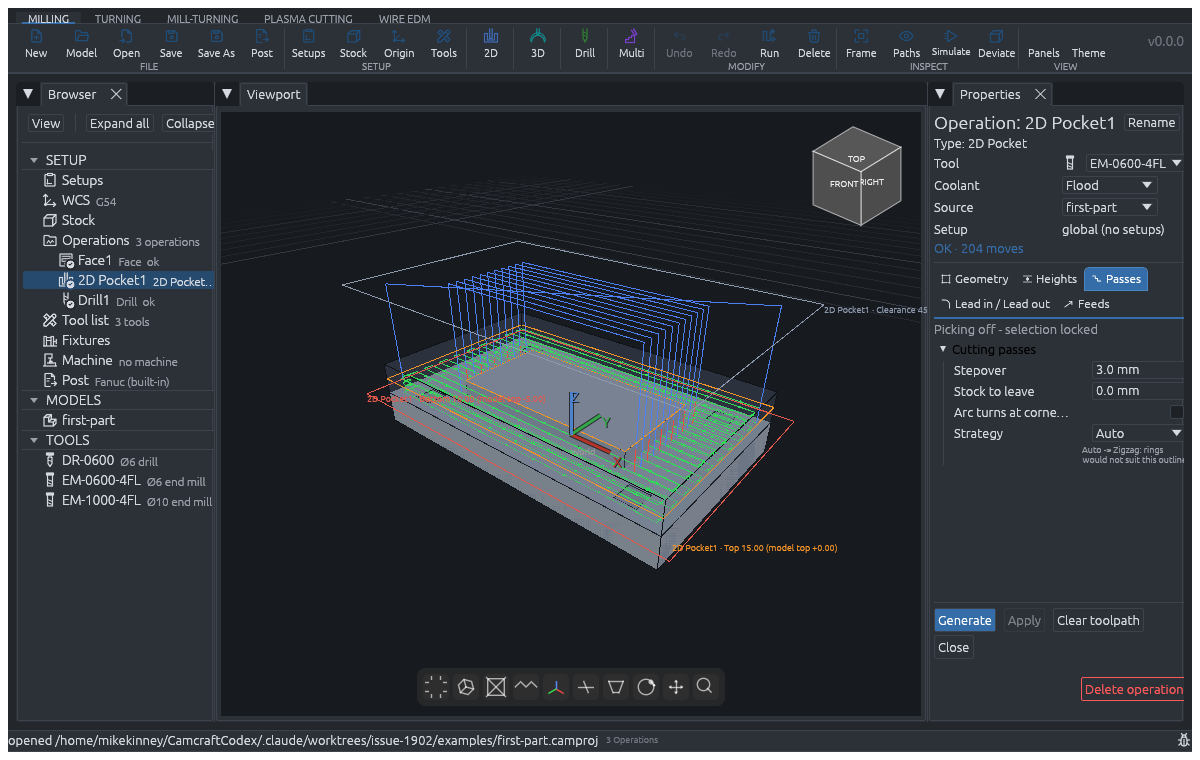 MILLING TURNING MILL-TURNING PLASMA CUTTING WIRE EDM
New Model Open Save Save As Post Setups Stock Origin Tools 2D 3D Drill Multi Undo Redo Run Delete Frame Paths Simulate Deviate Panels Theme v0.0.0
FILE SETUP MODIFY INSPECT VIEW
Browser
View Expand all Collapse
SETUP
Setups
WCS G54
Stock
Operations 3 operations
Face1 Face ok
2D Pocket1 2D Pocket...
Drill1 Drill ok
Tool list 3 tools
Fixtures
Machine no machine
Post Fanuc (built-in)
MODELS
first-part
TOOLS
DR-0600 Ø6 drill
EM-0600-4FL Ø6 end mill
EM-1000-4FL Ø10 end mill
Viewport
TOP
FRONT RIGHT
2D Pocket1 · Clearance 45
Z
Y
X
2D Pocket1 · Top 15.00 (model top +0.00)
Properties
Operation: 2D Pocket1 Rename
Type: 2D Pocket
Tool EM-0600-4FL
Coolant Flood
Source first-part
Setup global (no setups)
OK · 204 moves
Geometry Heights Passes
Lead in / Lead out Feeds
Picking off - selection locked
Cutting passes
Stepover 3.0 mm
Stock to leave 0.0 mm
Arc turns at corne...
Strategy Auto
Auto -> Zigzag: rings
would not suit this outline
Generate Apply Clear toolpath
Close
Delete operation
opened /home/mikekinney/CamcraftCodex/.claude/worktrees/issue-1902/examples/first-part.camproj 3 Operations